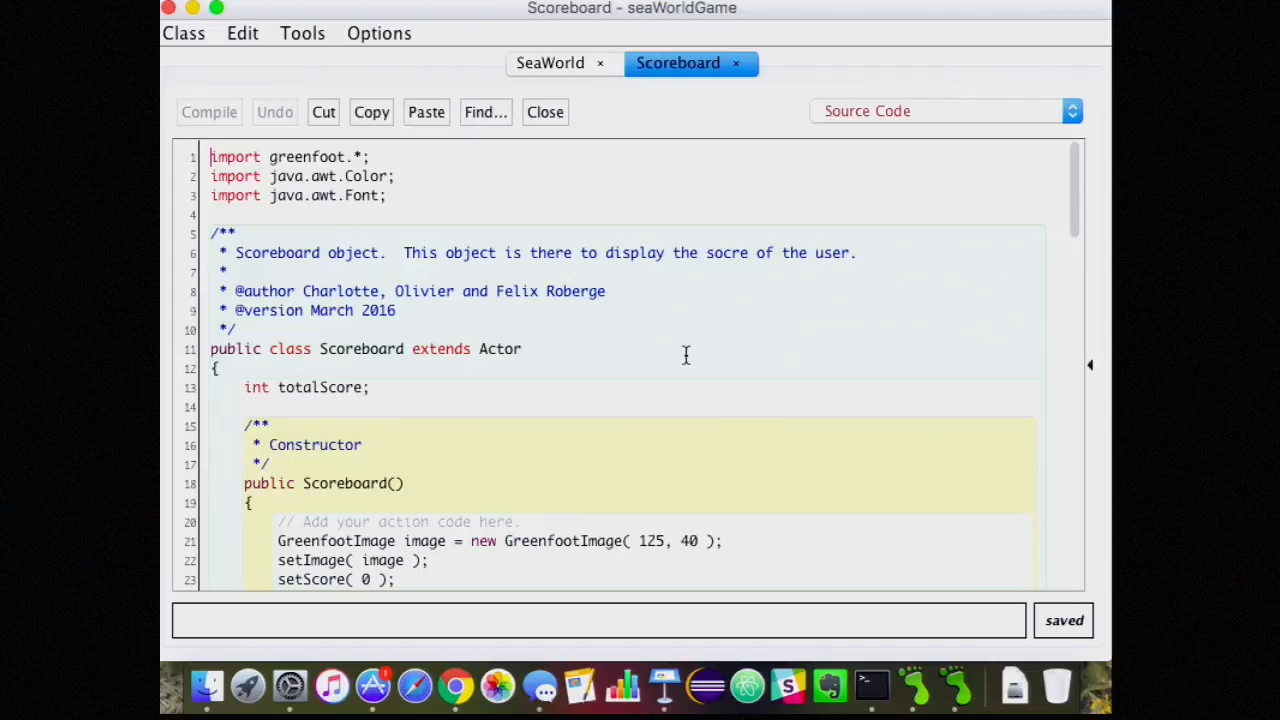 Scoreboard - seaWorldGame
Class Edit Tools Options
SeaWorld × Scoreboard ×
Compile Undo Cut Copy Paste Find... Close Source Code
1 import greenfoot.*;
2 import java.awt.Color;
3 import java.awt.Font;
4
5 /**
6 * Scoreboard object. This object is there to display the socre of the user.
7 *
8 * @author Charlotte, Olivier and Felix Roberge
9 * @version March 2016
10 */
11 public class Scoreboard extends Actor
12 {
13 int totalScore;
14
15 /**
16 * Constructor
17 */
18 public Scoreboard()
19 {
20 // Add your action code here.
21 GreenfootImage image = new GreenfootImage( 125, 40 );
22 setImage( image );
23 setScore( 0 );
saved